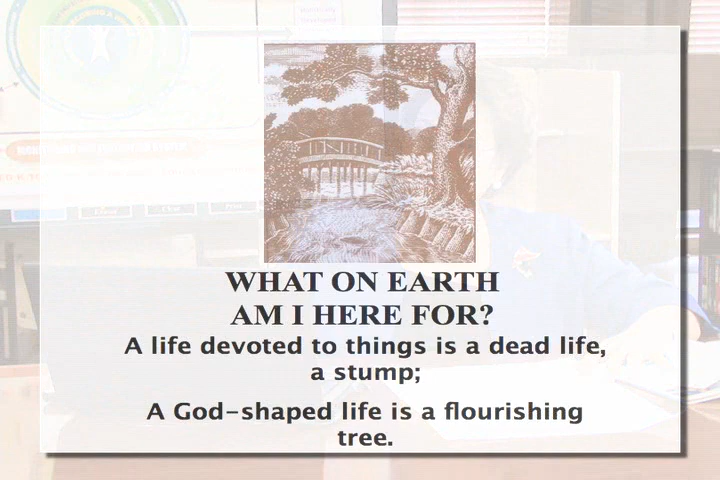 WHAT ON EARTH
AM I HERE FOR?
A life devoted to things is a dead life,
a stump;
A God-shaped life is a flourishing
tree.